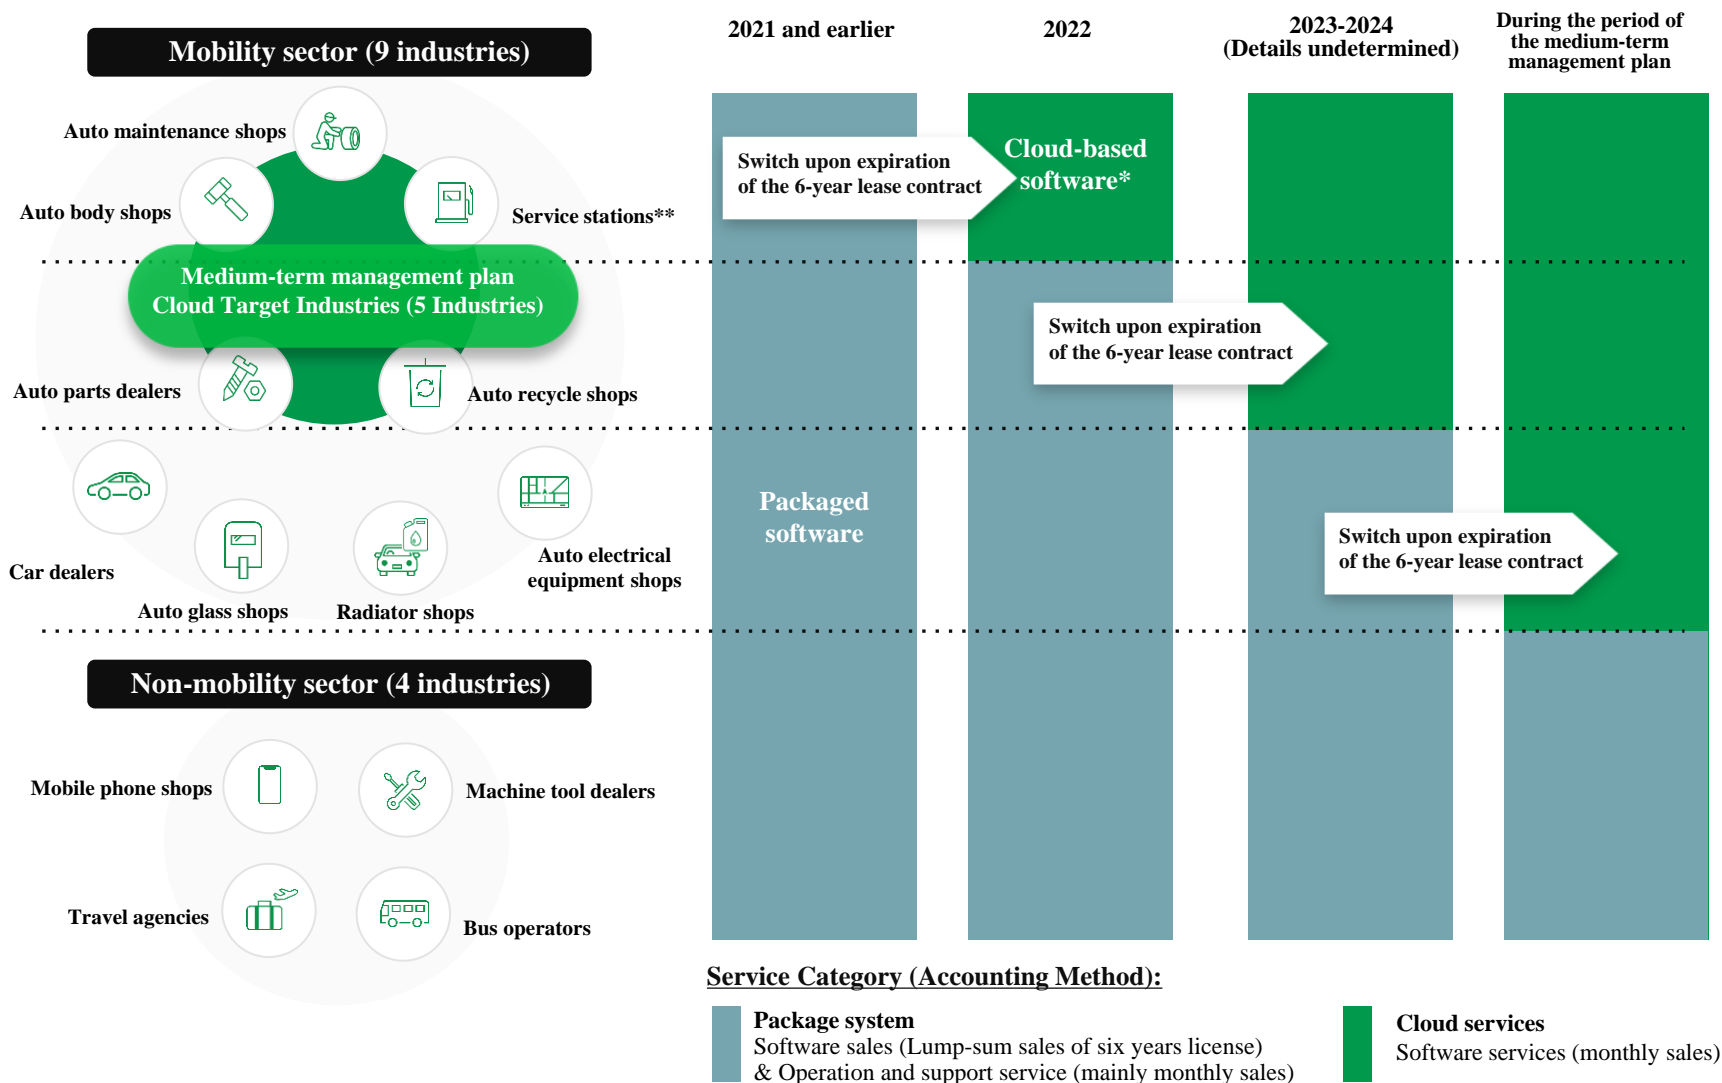 Mobility sector (9 industries)
Auto maintenance shops
Auto body shops
Service stations**
Medium-term management plan
Cloud Target Industries (5 Industries)
Auto parts dealers
Auto recycle shops
Car dealers
Auto glass shops
Radiator shops
Auto electrical
equipment shops
Non-mobility sector (4 industries)
Mobile phone shops
Machine tool dealers
Travel agencies
Bus operators
2021 and earlier
2022
2023-2024
(Details undetermined)
During the period of
the medium-term
management plan
Switch upon expiration
of the 6-year lease contract
Cloud-based
software*
Switch upon expiration
of the 6-year lease contract
Packaged
software
Switch upon expiration
of the 6-year lease contract
Service Category (Accounting Method):
Package system
Software sales (Lump-sum sales of six years license)
& Operation and support service (mainly monthly sales)
Cloud services
Software services (monthly sales)